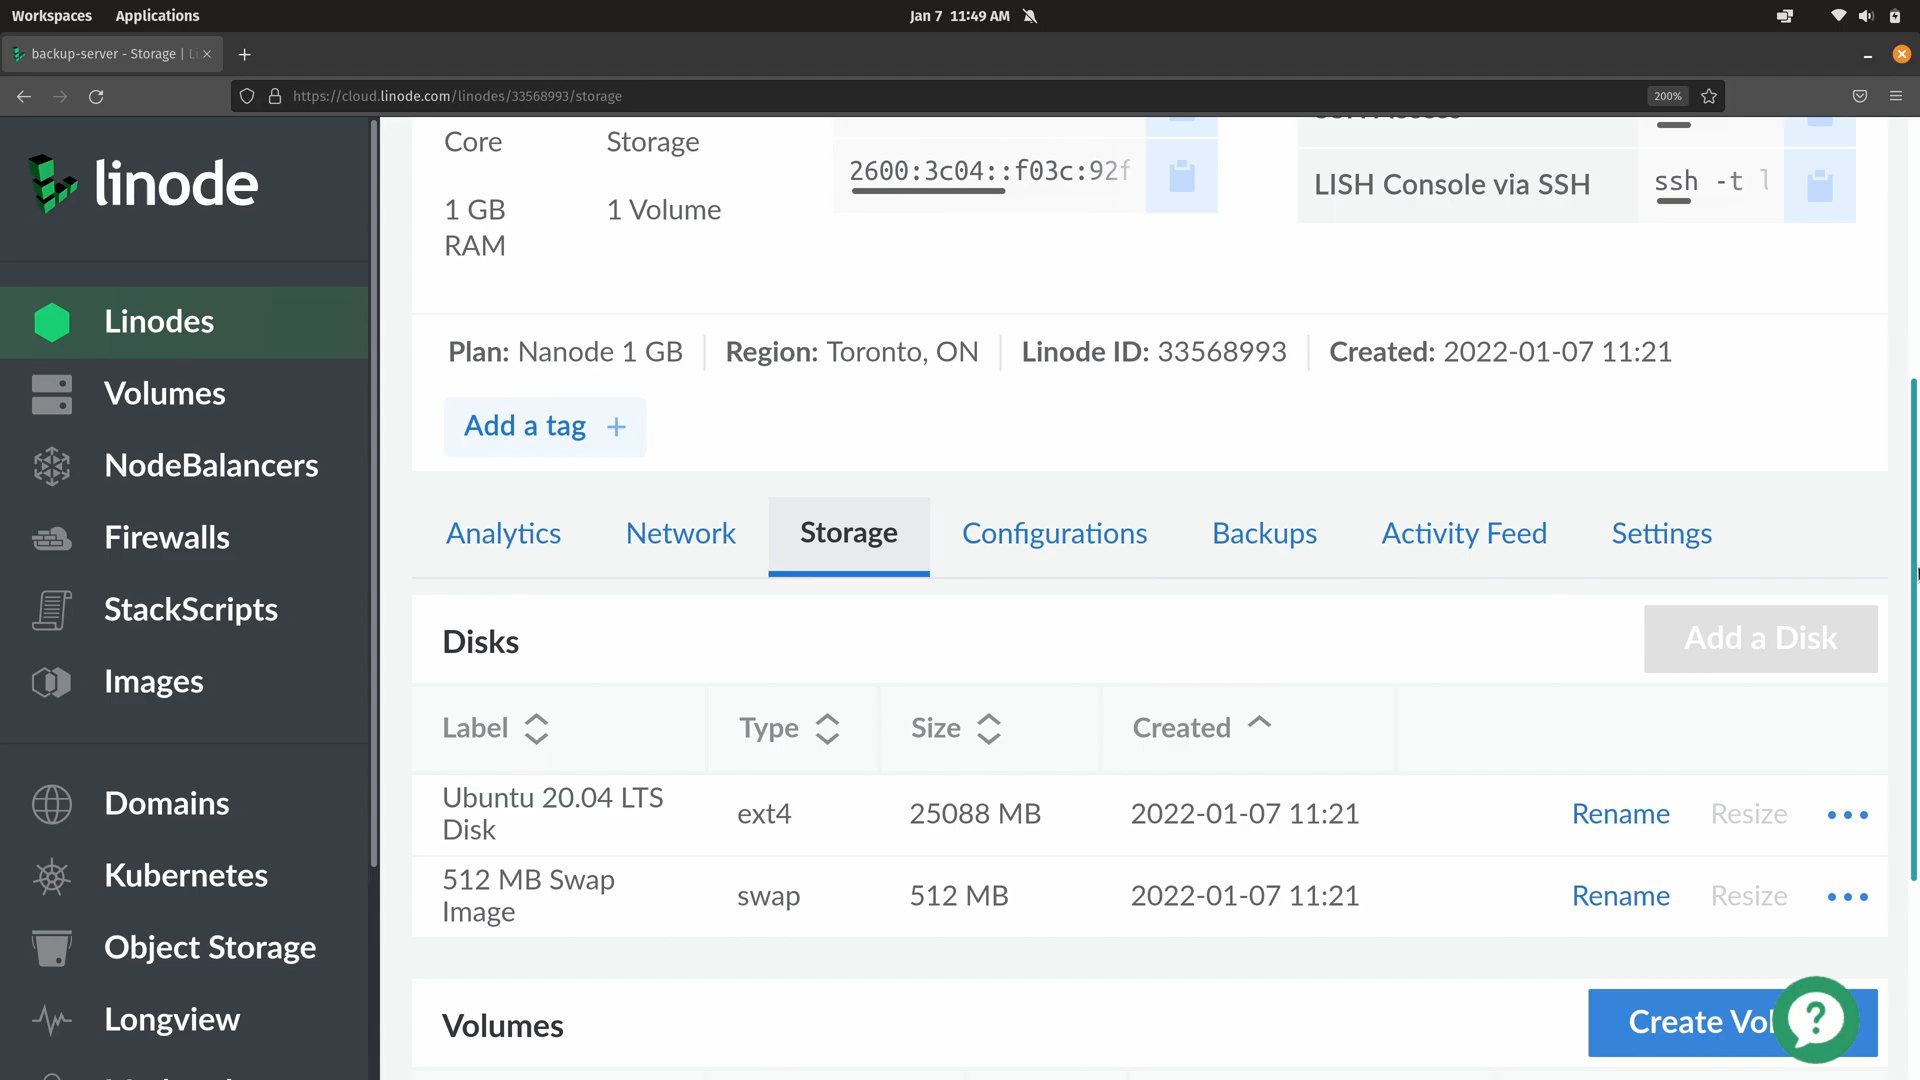 Workspaces Applications Jan 7 11:49 AM
backup-server - Storage | L
https://cloud.linode.com/linodes/33568993/storage 200%
linode
Linodes
Volumes
NodeBalancers
Firewalls
StackScripts
Images
Domains
Kubernetes
Object Storage
Longview
Core Storage
1 GB 1 Volume
RAM
2600:3c04::f03c:92f
LISH Console via SSH ssh -t l
Plan: Nanode 1 GB Region: Toronto, ON Linode ID: 33568993 Created: 2022-01-07 11:21
Add a tag +
Analytics Network Storage Configurations Backups Activity Feed Settings
Disks Add a Disk
Label Type Size Created
Ubuntu 20.04 LTS
Disk ext4 25088 MB 2022-01-07 11:21 Rename Resize
512 MB Swap
Image swap 512 MB 2022-01-07 11:21 Rename Resize
Volumes Create Vol